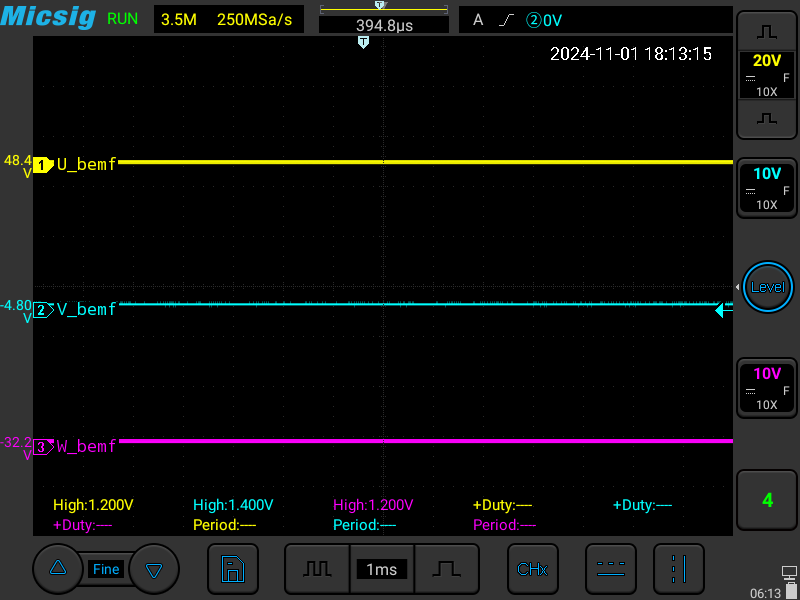 Micsig RUN 3.5M 250MSa/s 394.8µs A ②0V
T
T
2024-11-01 18:13:15
20V
F
10X
48.4
V
1 U_bemf
10V
F
10X
-4.80
V
2 V_bemf
Level
10V
F
10X
-32.2
V
3 W_bemf
High:1.200V High:1.400V High:1.200V +Duty:---- +Duty:----
+Duty:---- Period:---- Period:---- Period:----
4
Fine 1ms CHx
06:13